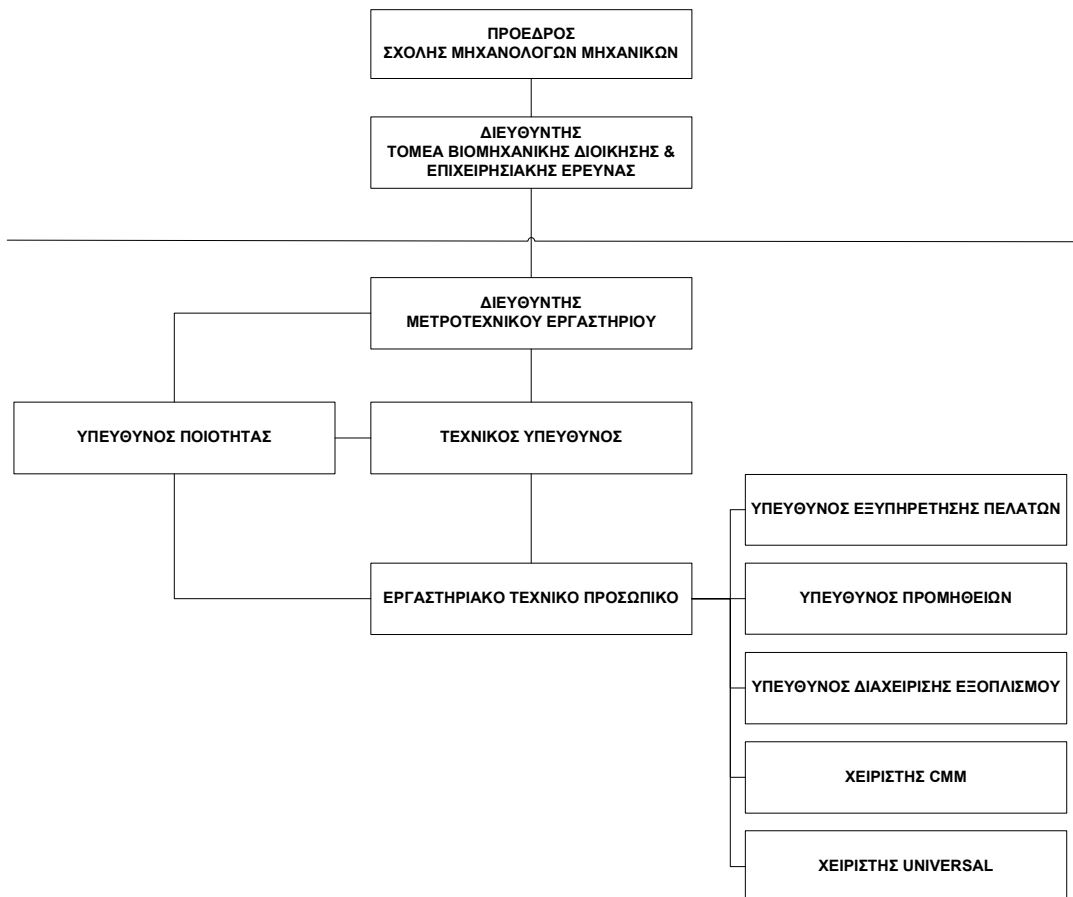 ΠΡΟΕΔΡΟΣ
ΣΧΟΛΗΣ ΜΗΧΑΝΟΛΟΓΩΝ ΜΗΧΑΝΙΚΩΝ
ΔΙΕΥΘΥΝΤΗΣ
ΤΟΜΕΑ ΒΙΟΜΗΧΑΝΙΚΗΣ ΔΙΟΙΚΗΣΗΣ &
ΕΠΙΧΕΙΡΗΣΙΑΚΗΣ ΕΡΕΥΝΑΣ
ΔΙΕΥΘΥΝΤΗΣ
ΜΕΤΡΟΤΕΧΝΙΚΟΥ ΕΡΓΑΣΤΗΡΙΟΥ
ΥΠΕΥΘΥΝΟΣ ΠΟΙΟΤΗΤΑΣ
ΤΕΧΝΙΚΟΣ ΥΠΕΥΘΥΝΟΣ
ΕΡΓΑΣΤΗΡΙΑΚΟ ΤΕΧΝΙΚΟ ΠΡΟΣΩΠΙΚΟ
ΥΠΕΥΘΥΝΟΣ ΕΞΥΠΗΡΕΤΗΣΗΣ ΠΕΛΑΤΩΝ
ΥΠΕΥΘΥΝΟΣ ΠΡΟΜΗΘΕΙΩΝ
ΥΠΕΥΘΥΝΟΣ ΔΙΑΧΕΙΡΙΣΗΣ ΕΞΟΠΛΙΣΜΟΥ
ΧΕΙΡΙΣΤΗΣ CMM
ΧΕΙΡΙΣΤΗΣ UNIVERSAL